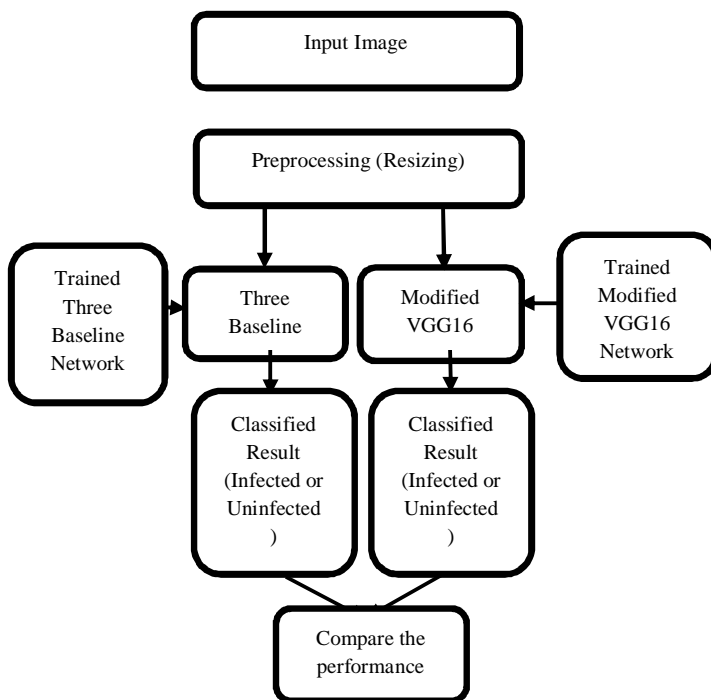 Input Image
Preprocessing (Resizing)
Trained
Three
Baseline
Network
Three
Baseline
Modified
VGG16
Trained
Modified
VGG16
Network
Classified
Result
(Infected or
Uninfected
)
Classified
Result
(Infected or
Uninfected
)
Compare the
performance